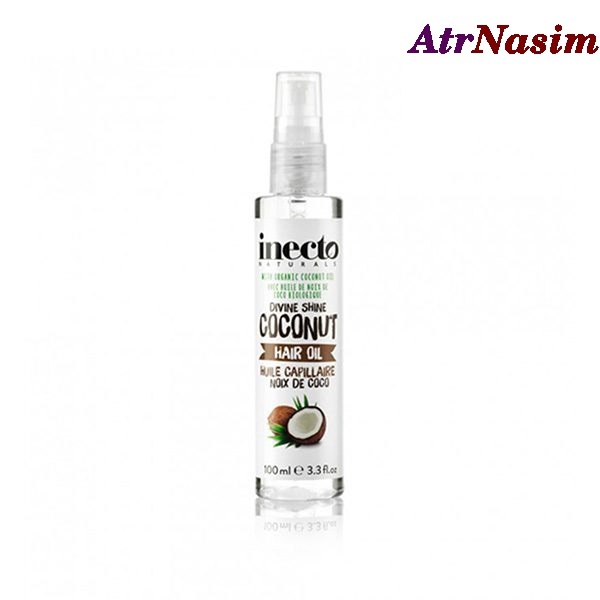 AtrNasim
inecto
NATURALS
WITH ORGANIC COCONUT OIL
AVEC HUILE DE NOIX DE
COCO BIOLOGIQUE
DIVINE SHINE
COCONUT
HAIR OIL
HUILE CAPILLAIRE
NOIX DE COCO
100 ml ℮ 3.3 fl.oz